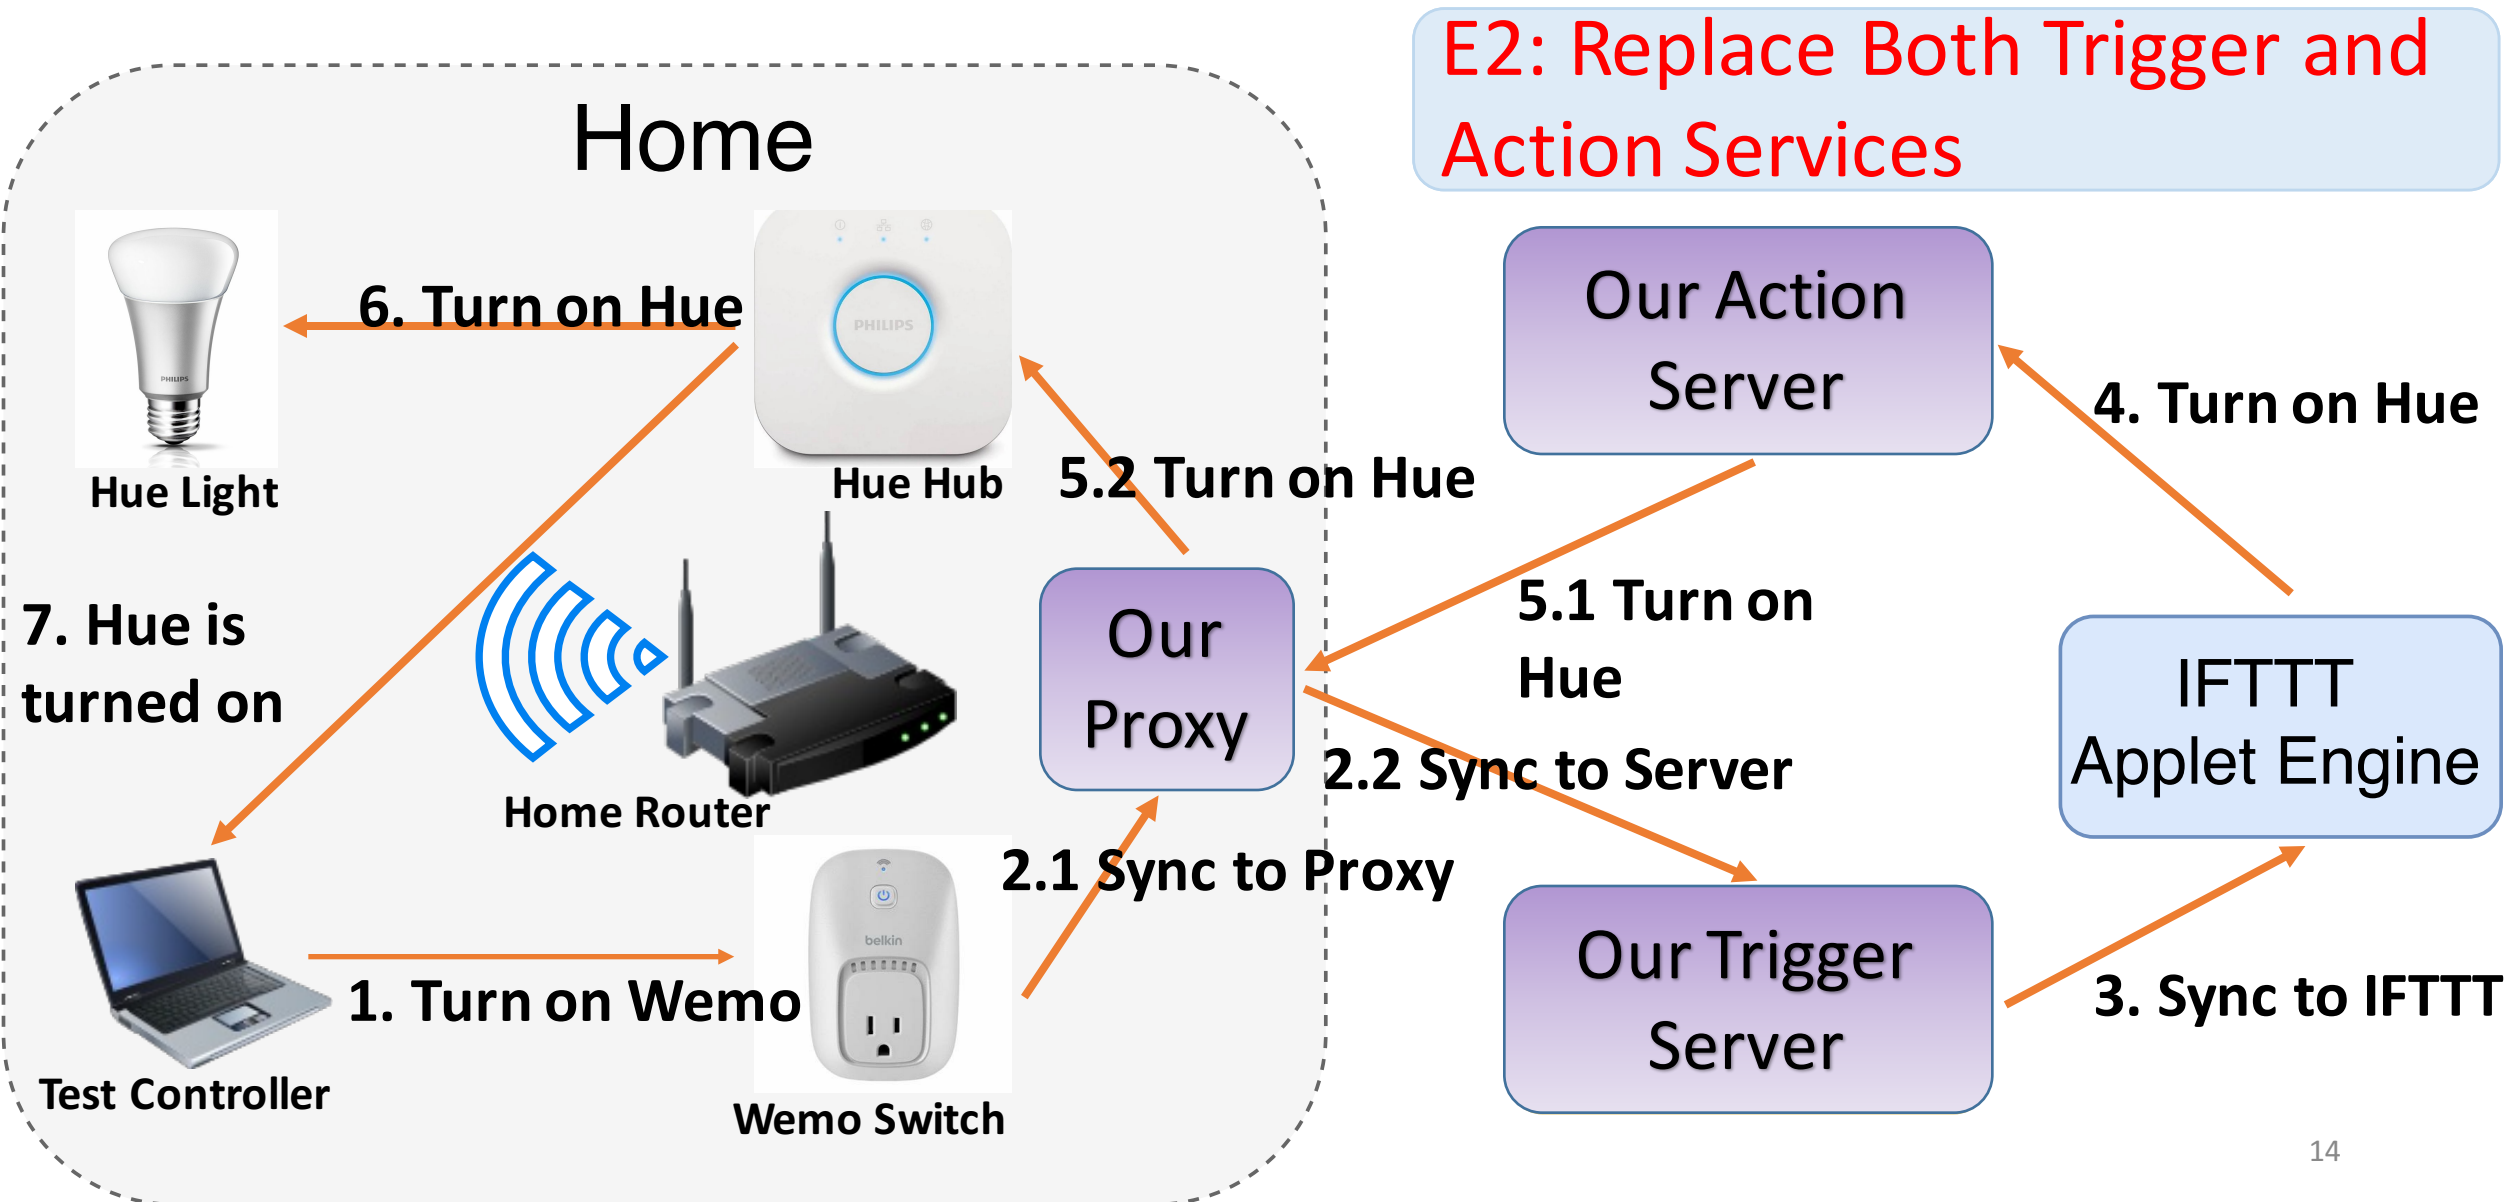 E2: Replace Both Trigger and
Action Services
Home
PHILIPS
PHILIPS
6. Turn on Hue
Hue Light
Hue Hub
5.2 Turn on Hue
Our Action
Server
4. Turn on Hue
7. Hue is
turned on
Home Router
Our
Proxy
5.1 Turn on
Hue
2.2 Sync to Server
IFTTT
Applet Engine
2.1 Sync to Proxy
belkin
1. Turn on Wemo
Test Controller
Wemo Switch
Our Trigger
Server
3. Sync to IFTTT
14